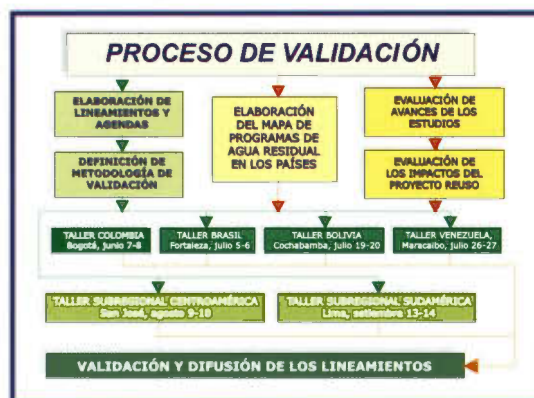 PROCESO DE VALIDACIÓN
ELABORACIÓN DE
LINEAMIENTOS Y
AGENDAS
DEFINICIÓN DE
METODOLOGÍA DE
VALIDACIÓN
ELABORACIÓN
DEL MAPA DE
PROGRAMAS DE
AGUA RESIDUAL
EN LOS PAÍSES
EVALUACIÓN DE
AVANCES DE LOS
ESTUDIOS
EVALUACIÓN DE
LOS IMPACTOS DEL
PROYECTO REUSO
TALLER COLOMBIA
Bogotá, junio 7-8
TALLER BRASIL
Fortaleza, julio 5-6
TALLER BOLIVIA
Cochabamba, julio 19-20
TALLER VENEZUELA,
Maracaibo, julio 26-27
TALLER SUBREGIONAL CENTROAMÉRICA
San José, agosto 9-10
TALLER SUBREGIONAL SUDAMÉRICA
Lima, setiembre 13-14
VALIDACIÓN Y DIFUSIÓN DE LOS LINEAMIENTOS